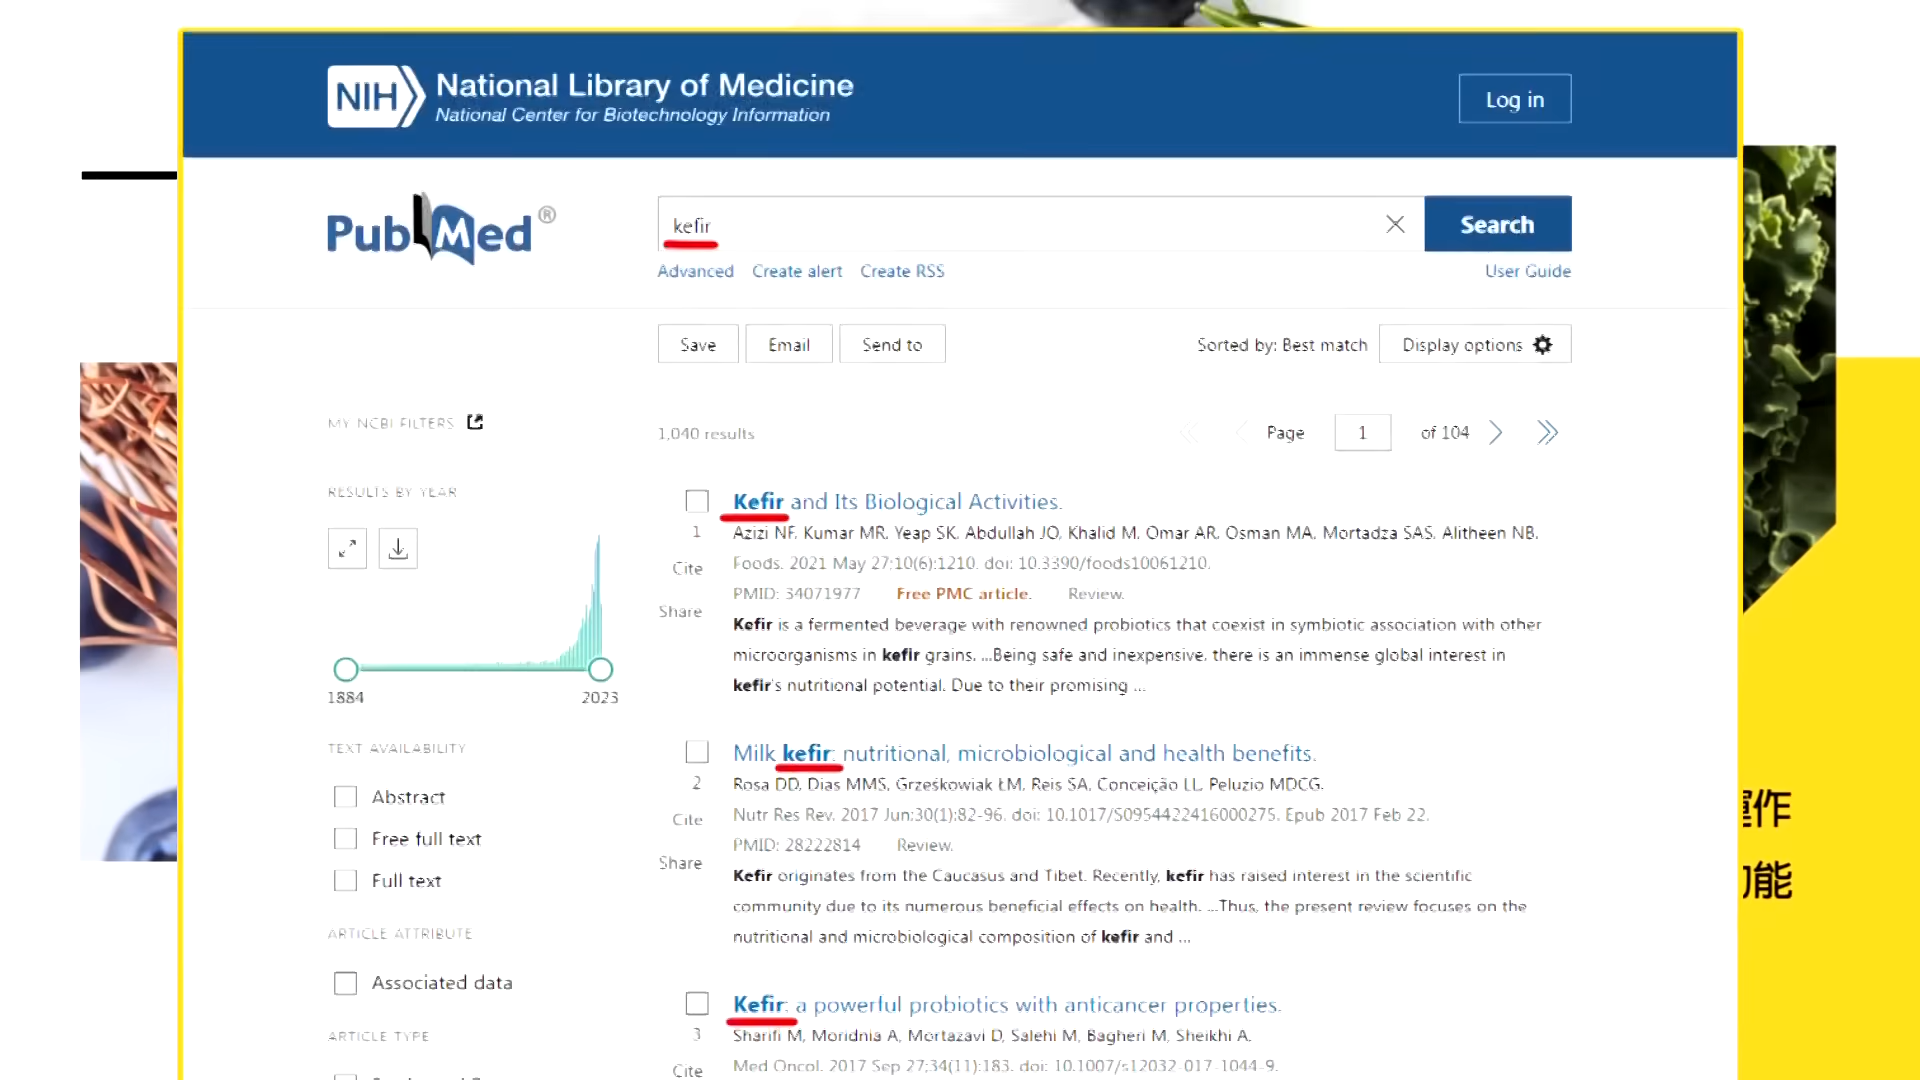 NIH National Library of Medicine
National Center for Biotechnology Information
Log in
PubMed®
kefir
Search
Advanced Create alert Create RSS
User Guide
Save Email Send to
Sorted by: Best match Display options
MY NCBI FILTERS
1,040 results
Page 1 of 104
RESULTS BY YEAR
1884 2023
TEXT AVAILABILITY
Abstract
Free full text
Full text
ARTICLE ATTRIBUTE
Associated data
ARTICLE TYPE
Kefir and Its Biological Activities.
1
Azizi NF, Kumar MR, Yeap SK, Abdullah JO, Khalid M, Omar AR, Osman MA, Mortadza SAS, Alitheen NB.
Cite
Foods. 2021 May 27;10(6):1210. doi: 10.3390/foods10061210.
PMID: 34071977 Free PMC article. Review.
Share
Kefir is a fermented beverage with renowned probiotics that coexist in symbiotic association with other
microorganisms in kefir grains. ...Being safe and inexpensive, there is an immense global interest in
kefir's nutritional potential. Due to their promising ...
Milk kefir: nutritional, microbiological and health benefits.
2
Rosa DD, Dias MMS, Grześkowiak ŁM, Reis SA, Conceição LL, Peluzio MDCG.
Cite
Nutr Res Rev. 2017 Jun;30(1):82-96. doi: 10.1017/S0954422416000275. Epub 2017 Feb 22.
PMID: 28222814 Review.
Share
Kefir originates from the Caucasus and Tibet. Recently, kefir has raised interest in the scientific
community due to its numerous beneficial effects on health. ...Thus, the present review focuses on the
nutritional and microbiological composition of kefir and ...
Kefir: a powerful probiotics with anticancer properties.
3
Sharifi M, Moridnia A, Mortazavi D, Salehi M, Bagheri M, Sheikhi A.
Cite
Med Oncol. 2017 Sep 27;34(11):183. doi: 10.1007/s12032-017-1044-9.
運作
功能